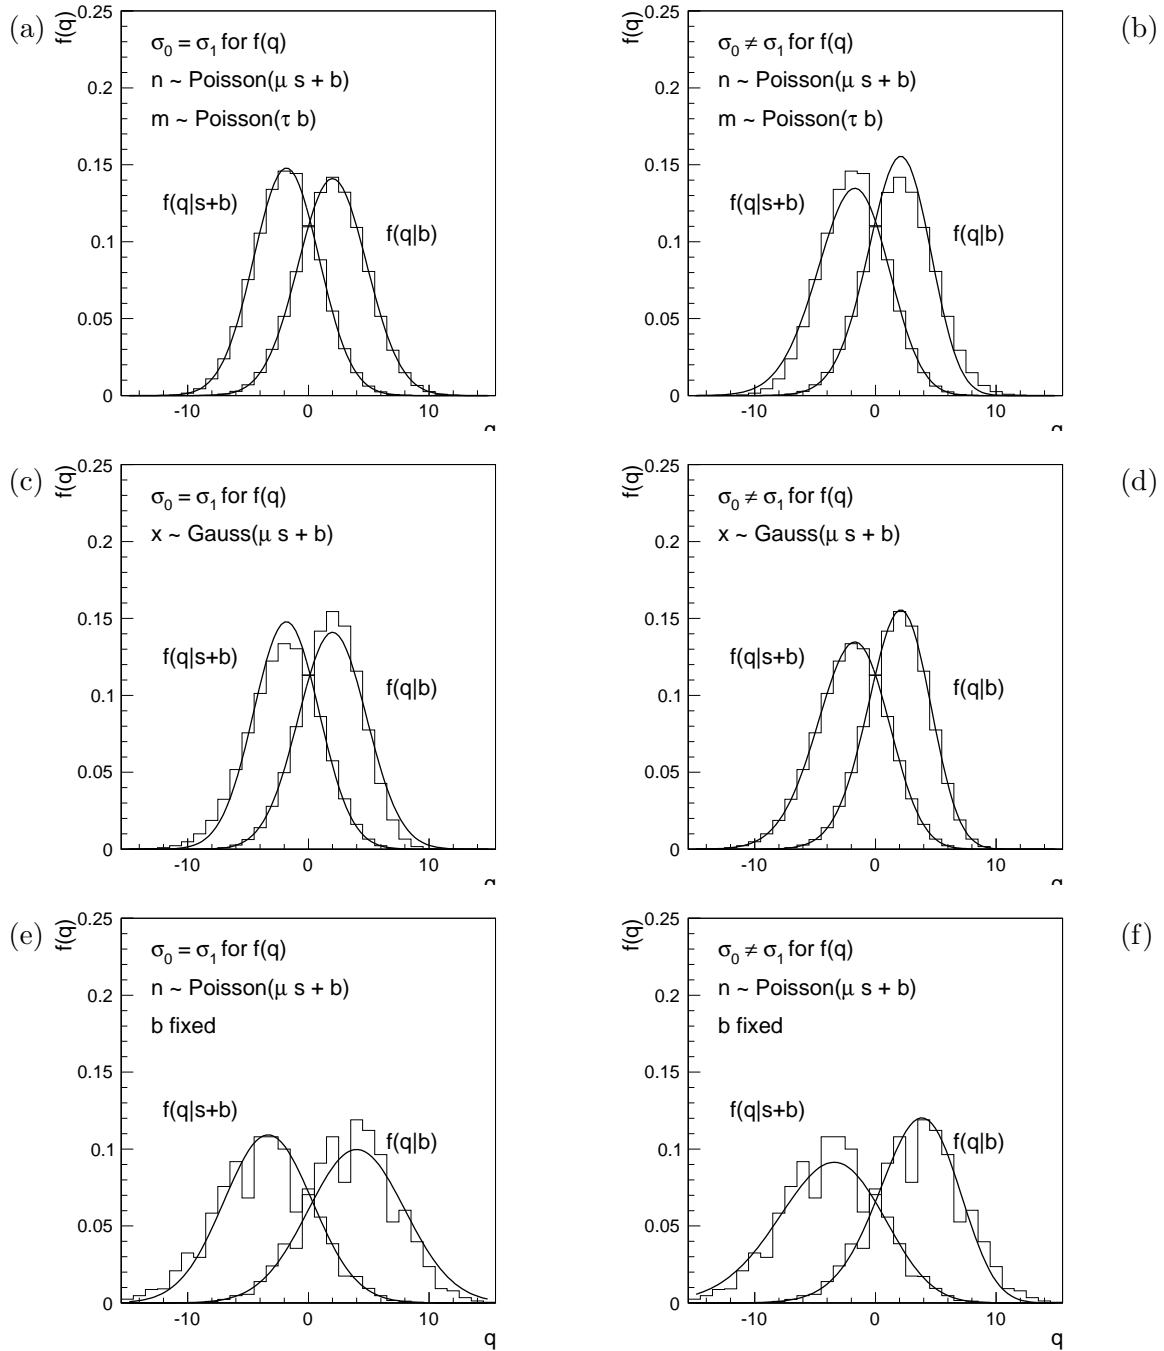 (a)
f(q)
0.25
0.2
0.15
0.1
0.05
0
σ₀ = σ₁ for f(q)
n ~ Poisson(μ s + b)
m ~ Poisson(τ b)
f(q|s+b)
f(q|b)
-10 0 10
q
(b)
f(q)
0.25
0.2
0.15
0.1
0.05
0
σ₀ ≠ σ₁ for f(q)
n ~ Poisson(μ s + b)
m ~ Poisson(τ b)
f(q|s+b)
f(q|b)
-10 0 10
q
(c)
f(q)
0.25
0.2
0.15
0.1
0.05
0
σ₀ = σ₁ for f(q)
x ~ Gauss(μ s + b)
f(q|s+b)
f(q|b)
-10 0 10
q
(d)
f(q)
0.25
0.2
0.15
0.1
0.05
0
σ₀ ≠ σ₁ for f(q)
x ~ Gauss(μ s + b)
f(q|s+b)
f(q|b)
-10 0 10
q
(e)
f(q)
0.25
0.2
0.15
0.1
0.05
0
σ₀ = σ₁ for f(q)
n ~ Poisson(μ s + b)
b fixed
f(q|s+b)
f(q|b)
-10 0 10
q
(f)
f(q)
0.25
0.2
0.15
0.1
0.05
0
σ₀ ≠ σ₁ for f(q)
n ~ Poisson(μ s + b)
b fixed
f(q|s+b)
f(q|b)
-10 0 10
q